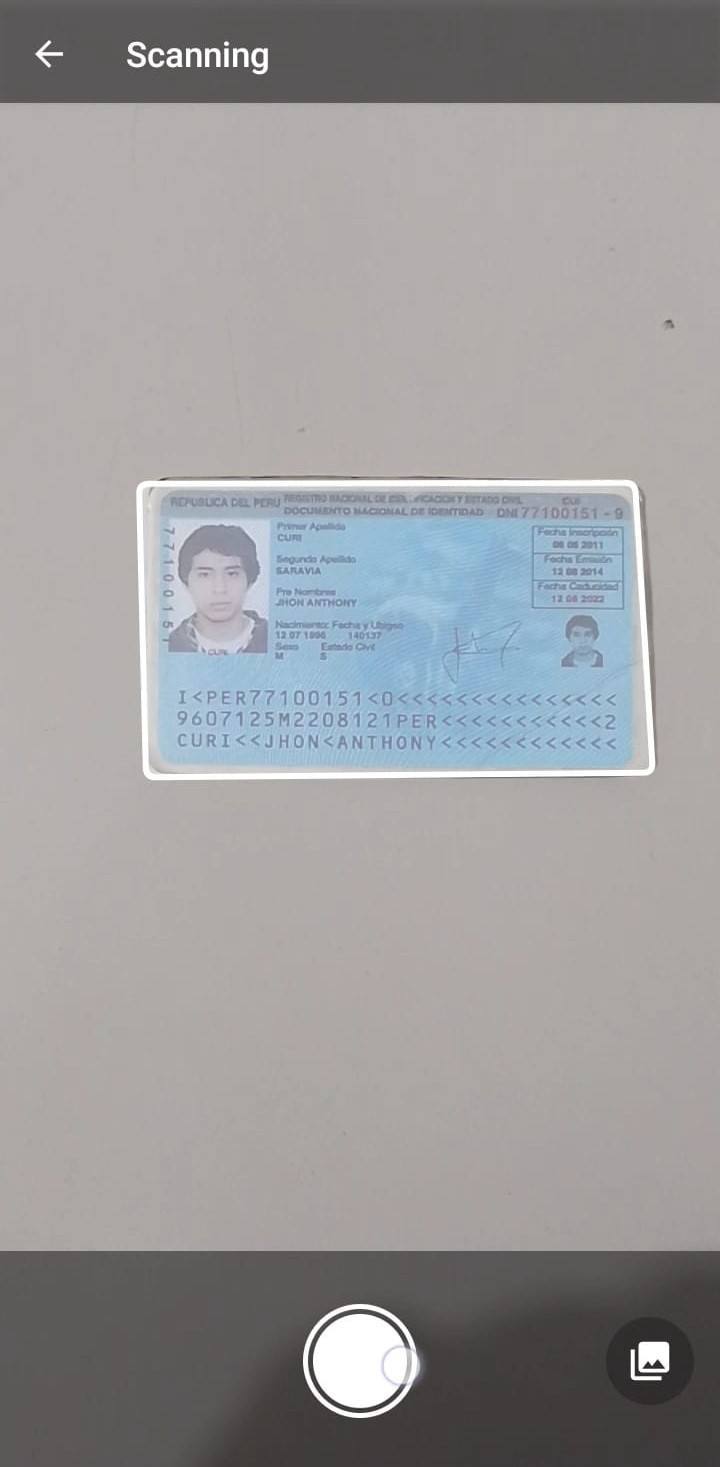 Scanning
REPUBLICA DEL PERU REGISTRO NACIONAL DE IDENTIFICACION Y ESTADO CIVIL CUI
DOCUMENTO NACIONAL DE IDENTIDAD DNI 77100151 - 9
77100151
Primer Apellido
CURI
Segundo Apellido
SARAVIA
Pre Nombres
JHON ANTHONY
Nacimiento: Fecha y Ubigeo
12 07 1996 140137
Sexo Estado Civil
M S
Fecha Inscripción
2011
Fecha Emisión
12 08 2014
Fecha Caducidad
12 08 2022
CURI
I<PER77100151<0<<<<<<<<<<<<<<<
9607125M2208121PER<<<<<<<<<<<2
CURI<<JHON<ANTHONY<<<<<<<<<<<<